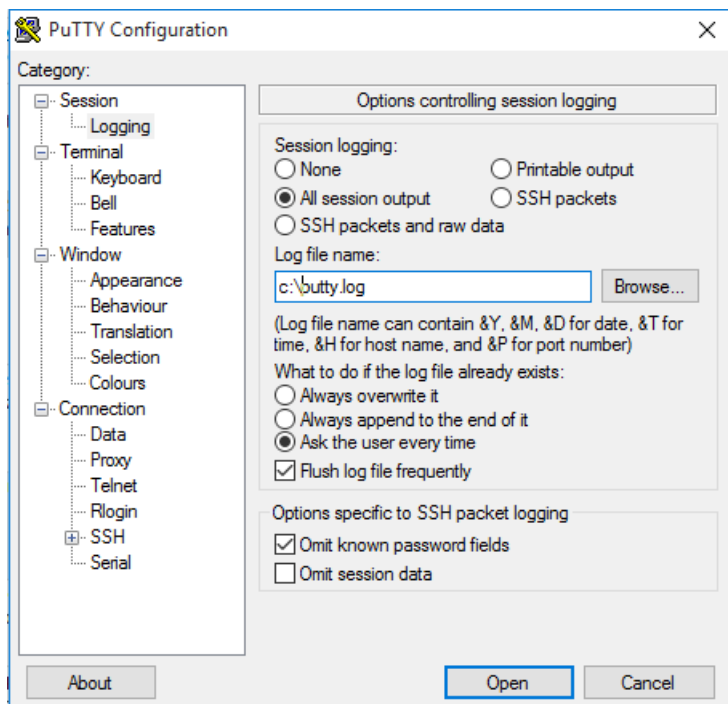 PuTTY Configuration
Category:
Session
Logging
Terminal
Keyboard
Bell
Features
Window
Appearance
Behaviour
Translation
Selection
Colours
Connection
Data
Proxy
Telnet
Rlogin
SSH
Serial
Options controlling session logging
Session logging:
None
Printable output
All session output
SSH packets
SSH packets and raw data
Log file name:
c:\putty.log
Browse...
(Log file name can contain &Y, &M, &D for date, &T for
time, &H for host name, and &P for port number)
What to do if the log file already exists:
Always overwrite it
Always append to the end of it
Ask the user every time
Flush log file frequently
Options specific to SSH packet logging
Omit known password fields
Omit session data
About
Open
Cancel